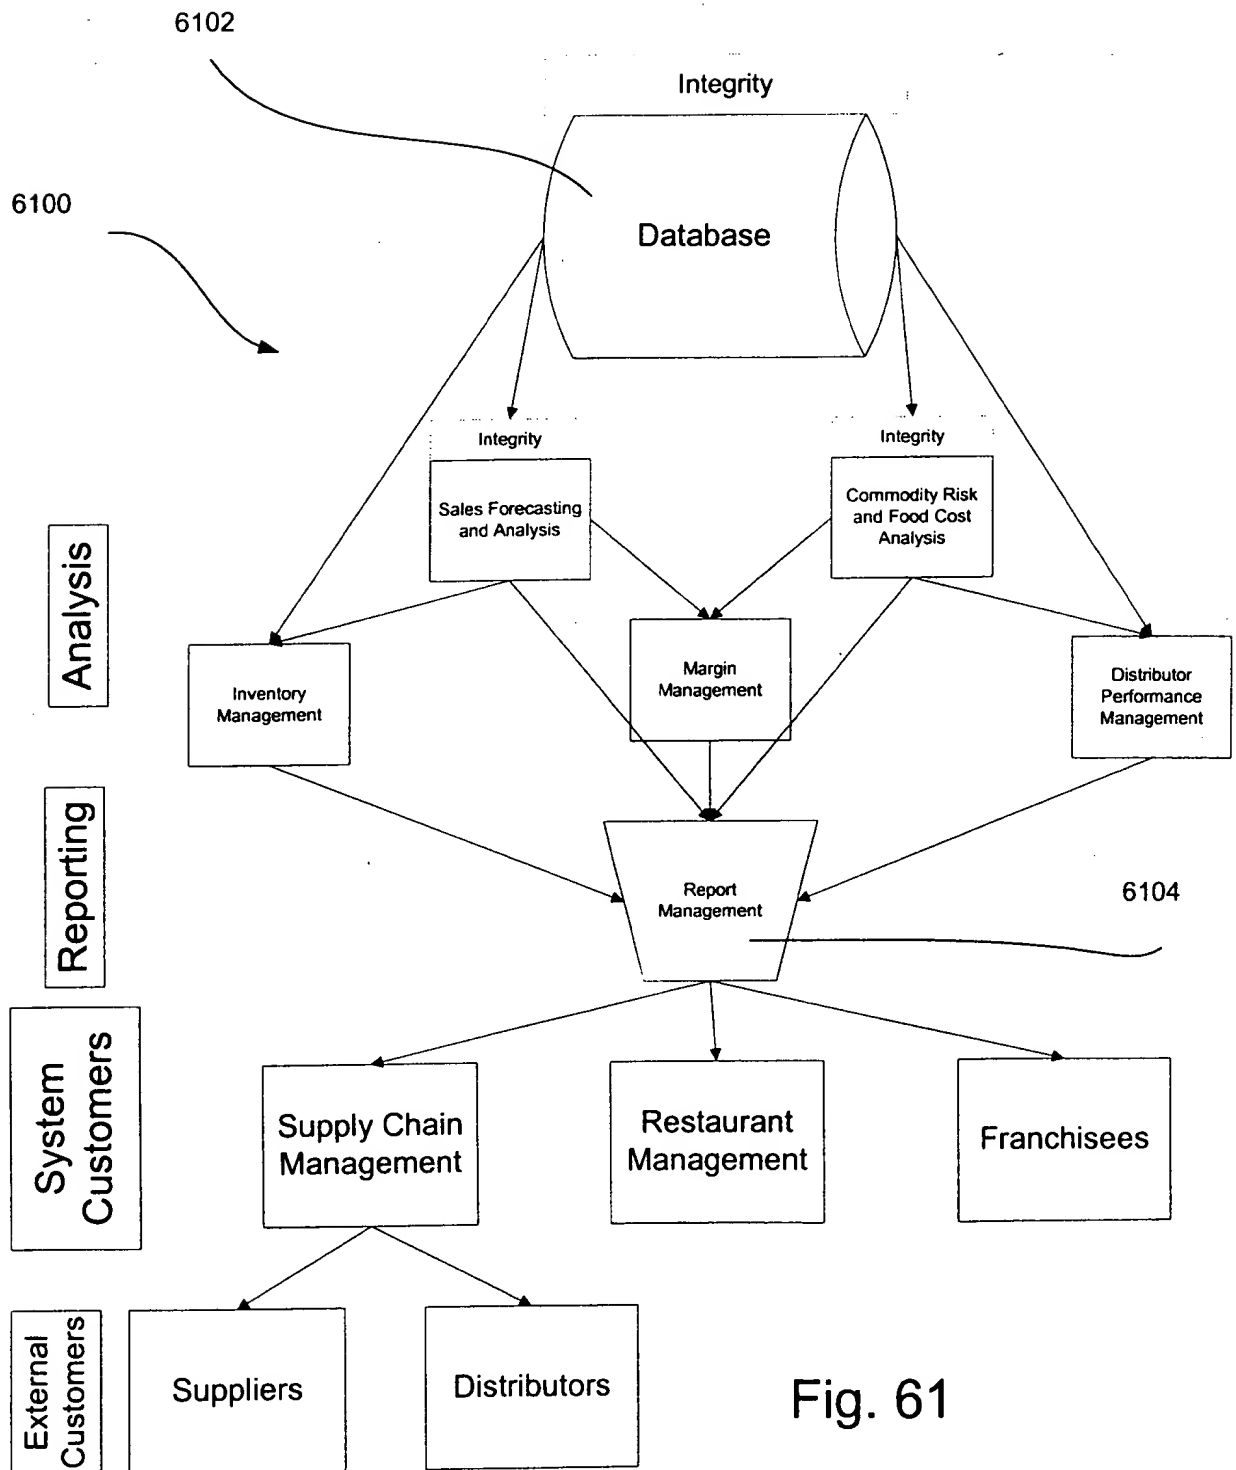 6102
Integrity
6100
Database
Integrity
Integrity
Sales Forecasting
and Analysis
Commodity Risk
and Food Cost
Analysis
Analysis
Inventory
Management
Margin
Management
Distributor
Performance
Management
Reporting
Report
Management
6104
System
Customers
Supply Chain
Management
Restaurant
Management
Franchisees
External
Customers
Suppliers
Distributors
Fig. 61